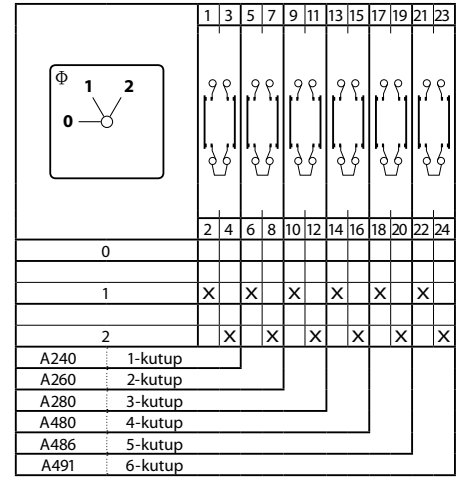 1 3 5 7 9 11 13 15 17 19 21 23
Φ
1 2
0
2 4 6 8 10 12 14 16 18 20 22 24
0
1 X X X X X X
2 X X X X X X
A240 1-kutup
A260 2-kutup
A280 3-kutup
A480 4-kutup
A486 5-kutup
A491 6-kutup